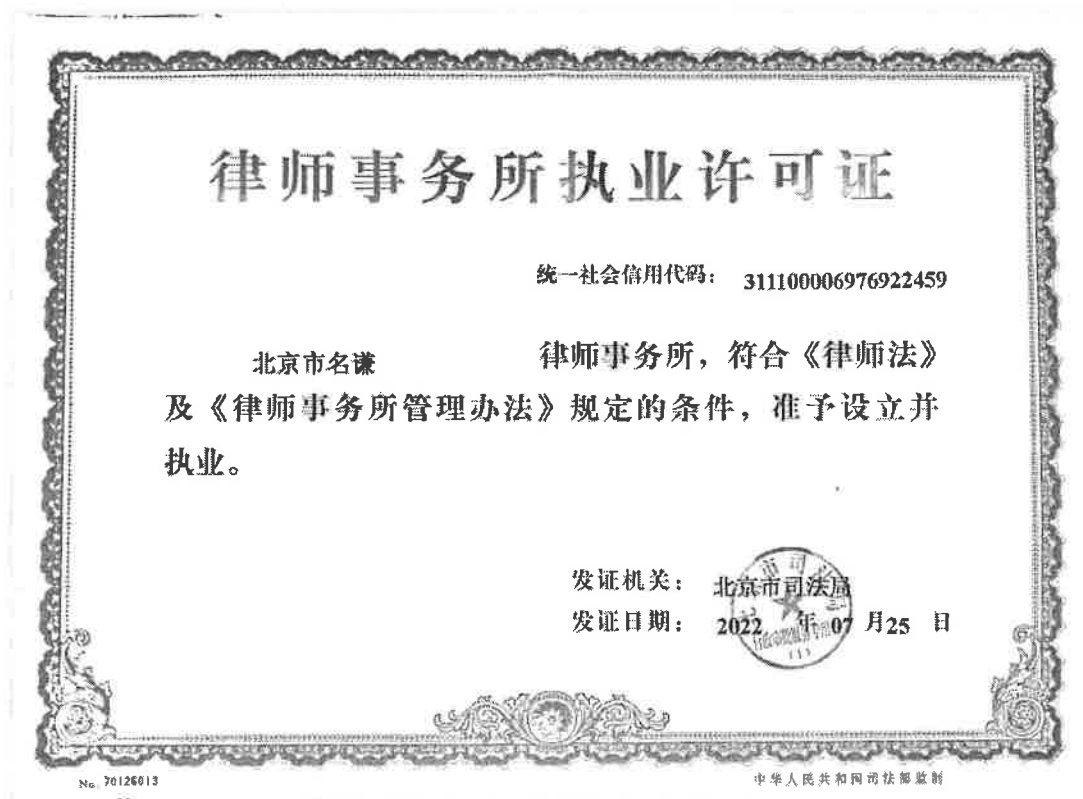 律师事务所执业许可证
统一社会信用代码： 311100006976922459
北京市名谦 律师事务所，符合《律师法》
及《律师事务所管理办法》规定的条件，准予设立并
执业。
发证机关： 北京市司法局
发证日期： 2022 年 07 月 25 日
No. 70126013
中华人民共和国司法部监制